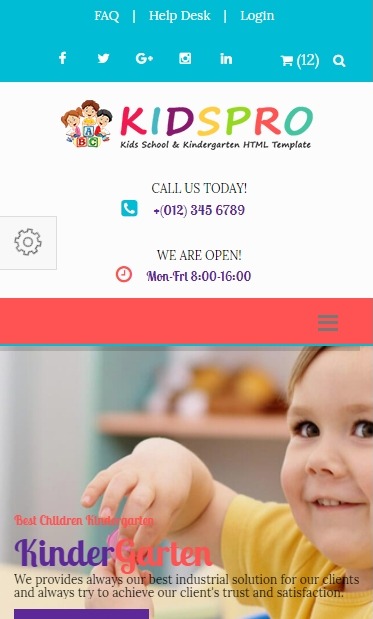 FAQ | Help Desk | Login
(12)
KIDSPRO
Kids School & Kindergarten HTML Template
ABC
CALL US TODAY!
+(012) 345 6789
WE ARE OPEN!
Mon-Fri 8:00-16:00
Best Children Kindergarten
KinderGarten
We provides always our best industrial solution for our clients
and always try to achieve our client's trust and satisfaction.